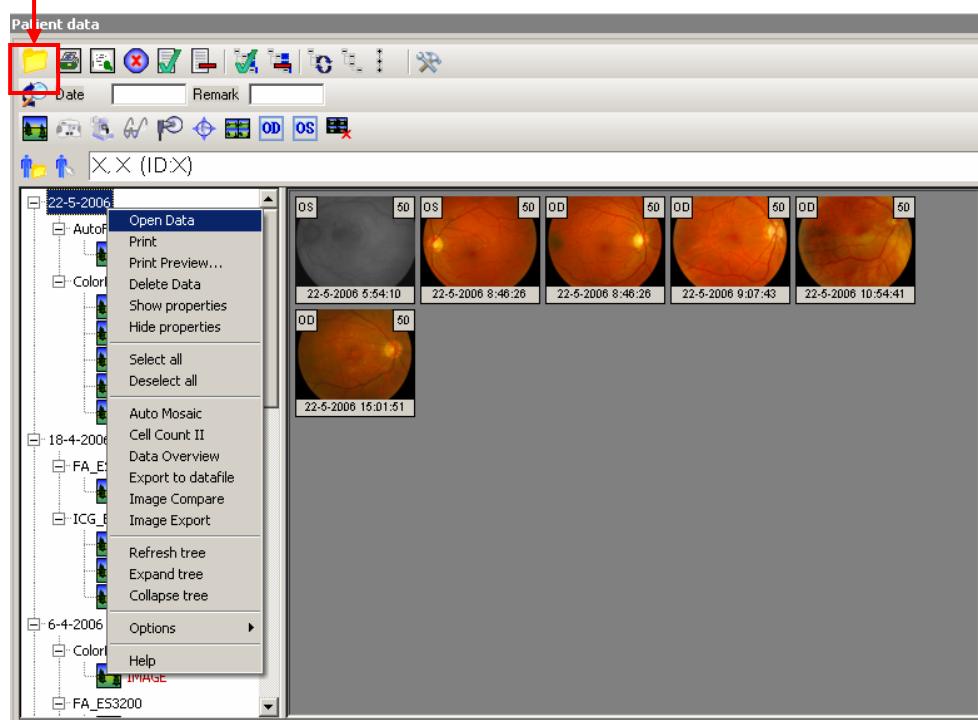 Patient data
Date Remark
OD OS
X, X (ID:X)
22-5-2006
Open Data
Print
Print Preview...
Delete Data
Show properties
Hide properties
Select all
Deselect all
Auto Mosaic
Cell Count II
Data Overview
Export to datafile
Image Compare
Image Export
Refresh tree
Expand tree
Collapse tree
Options
Help
18-4-2006
6-4-2006
IMAGE
FA_ES3200
OS 50 OS 50 OD 50 OD 50 OD 50
22-5-2006 5:54:10 22-5-2006 8:46:26 22-5-2006 8:46:26 22-5-2006 9:07:43 22-5-2006 10:54:41
OD 50
22-5-2006 15:01:51